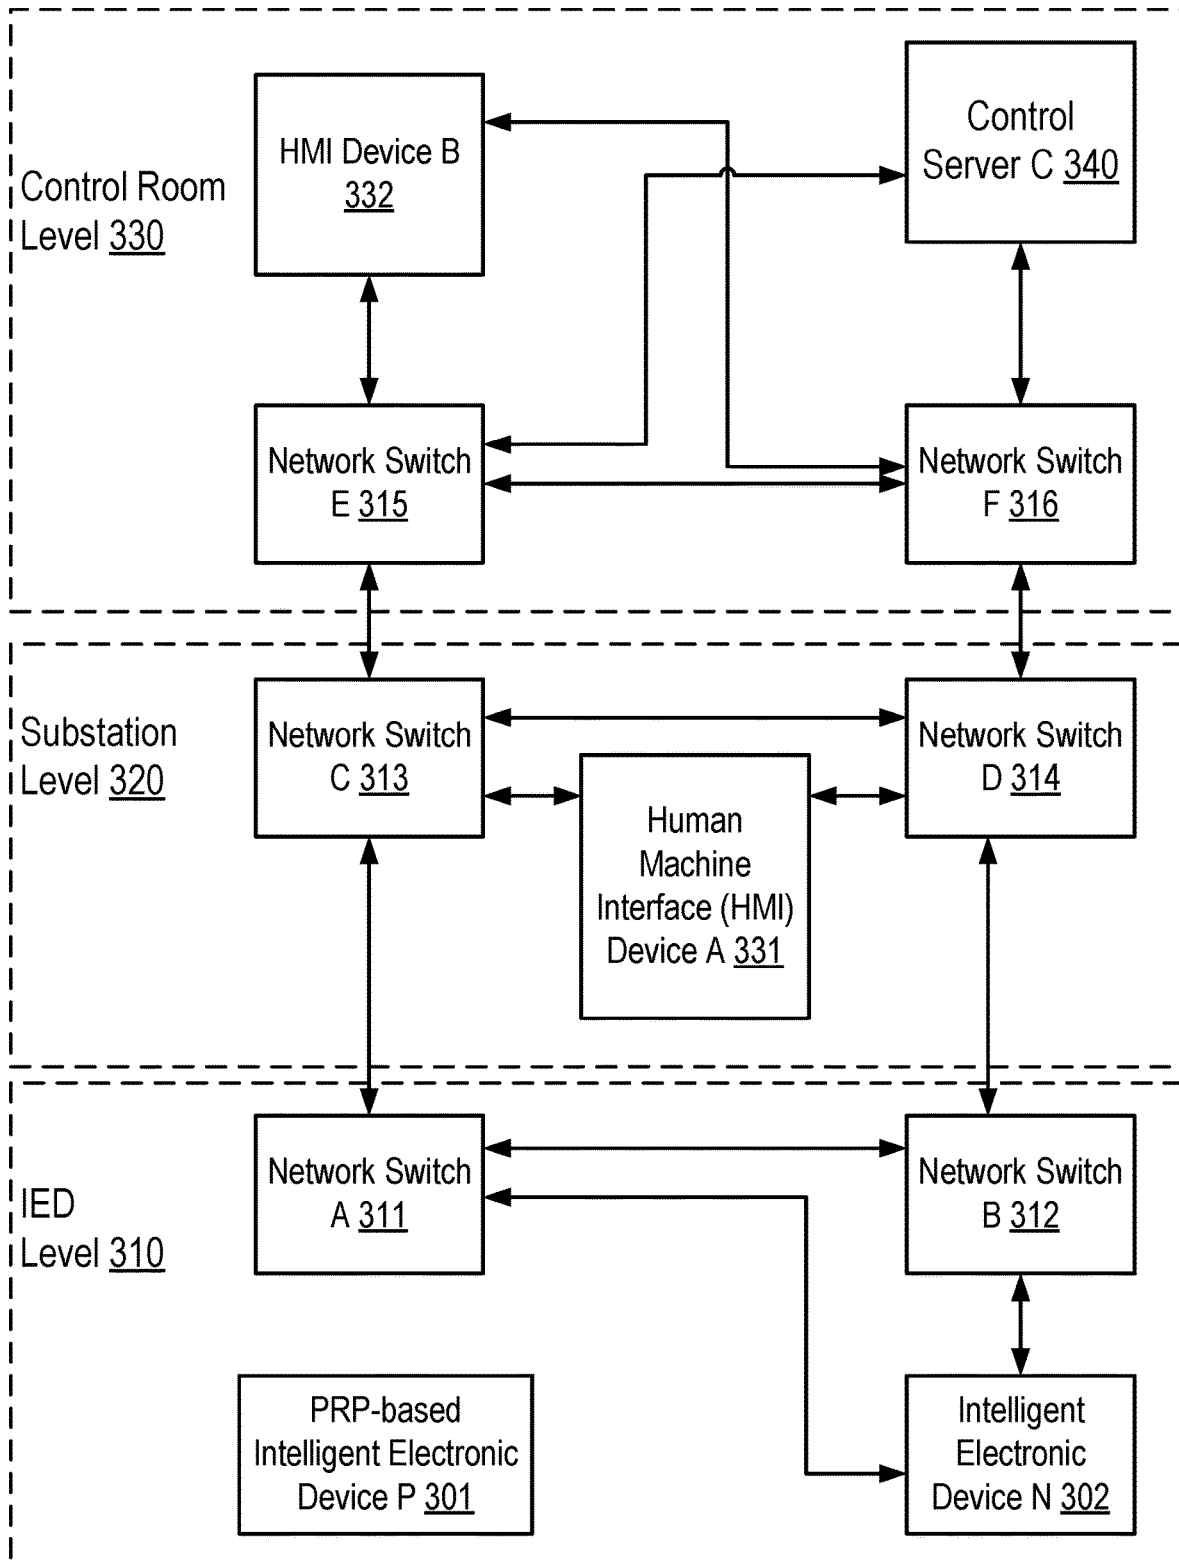 Control Room
Level 330
HMI Device B
332
Control
Server C 340
Network Switch
E 315
Network Switch
F 316
Substation
Level 320
Network Switch
C 313
Network Switch
D 314
Human
Machine
Interface (HMI)
Device A 331
IED
Level 310
Network Switch
A 311
Network Switch
B 312
PRP-based
Intelligent Electronic
Device P 301
Intelligent
Electronic
Device N 302